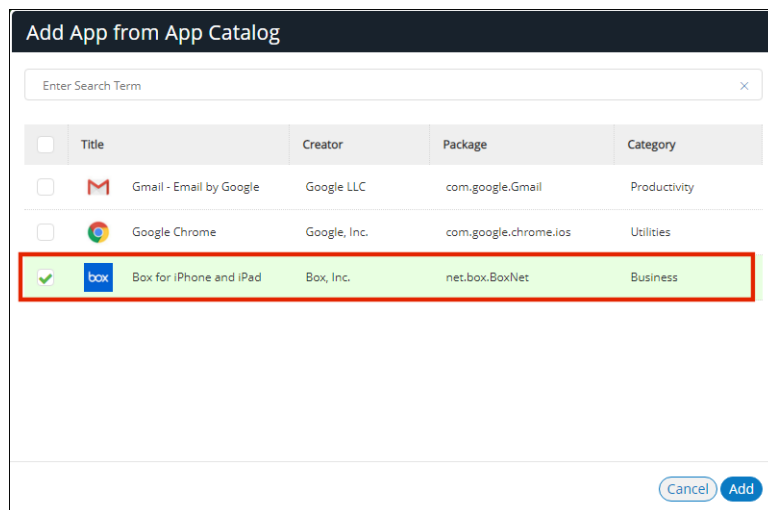 Add App from App Catalog
Enter Search Term
Title Creator Package Category
Gmail - Email by Google Google LLC com.google.Gmail Productivity
Google Chrome Google, Inc. com.google.chrome.ios Utilities
box Box for iPhone and iPad Box, Inc. net.box.BoxNet Business
Cancel Add